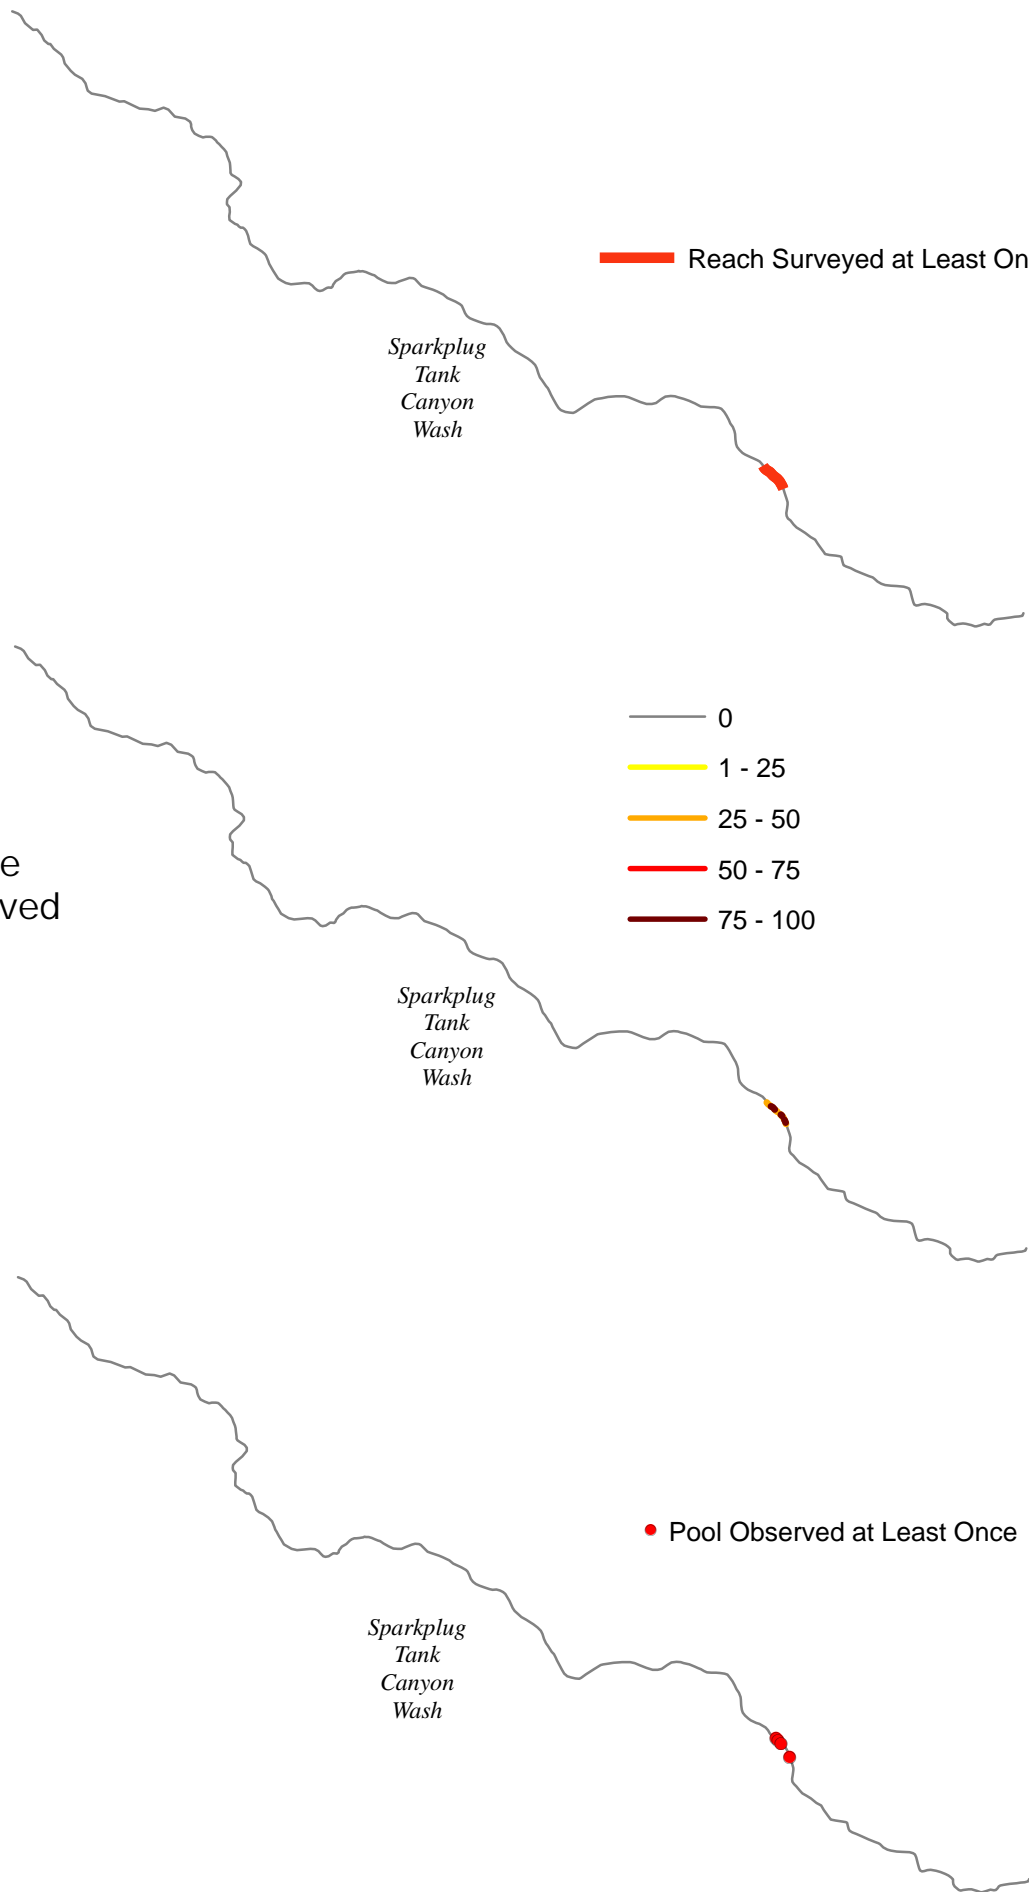 Reach Surveyed at Least On
Sparkplug
Tank
Canyon
Wash
0
1 - 25
25 - 50
50 - 75
75 - 100
e
ved
Sparkplug
Tank
Canyon
Wash
Pool Observed at Least Once
Sparkplug
Tank
Canyon
Wash